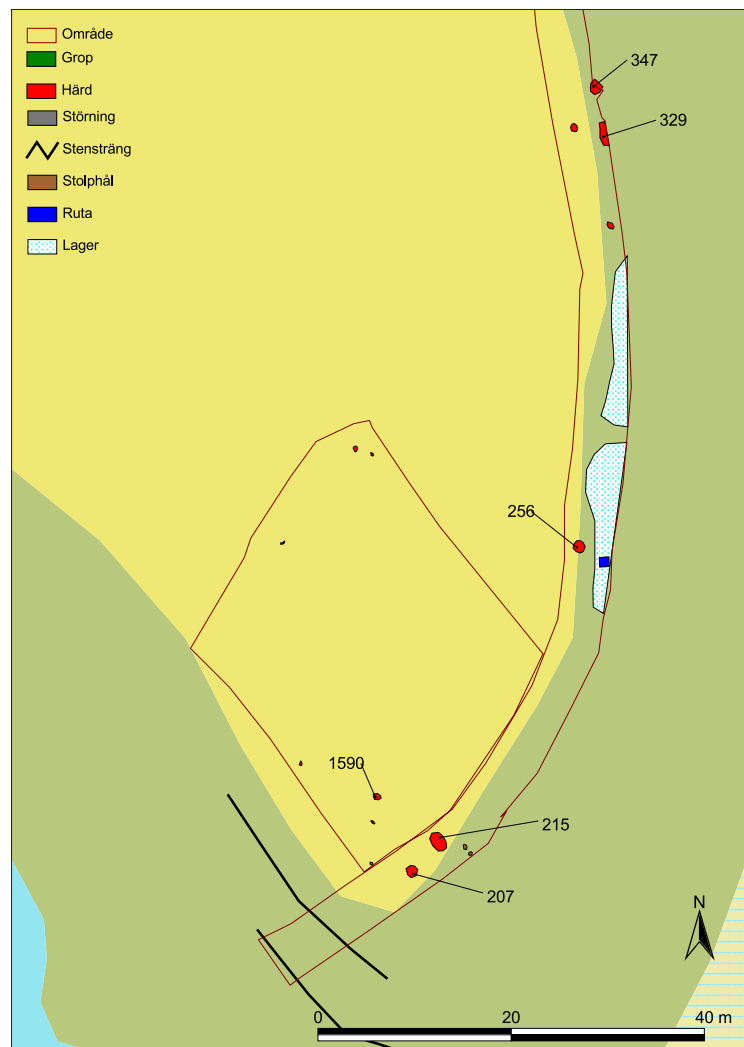 Område
Grop
Härd
Störning
Stensträng
Stolphål
Ruta
Lager
347
329
256
1590
215
207
N
0 20 40 m